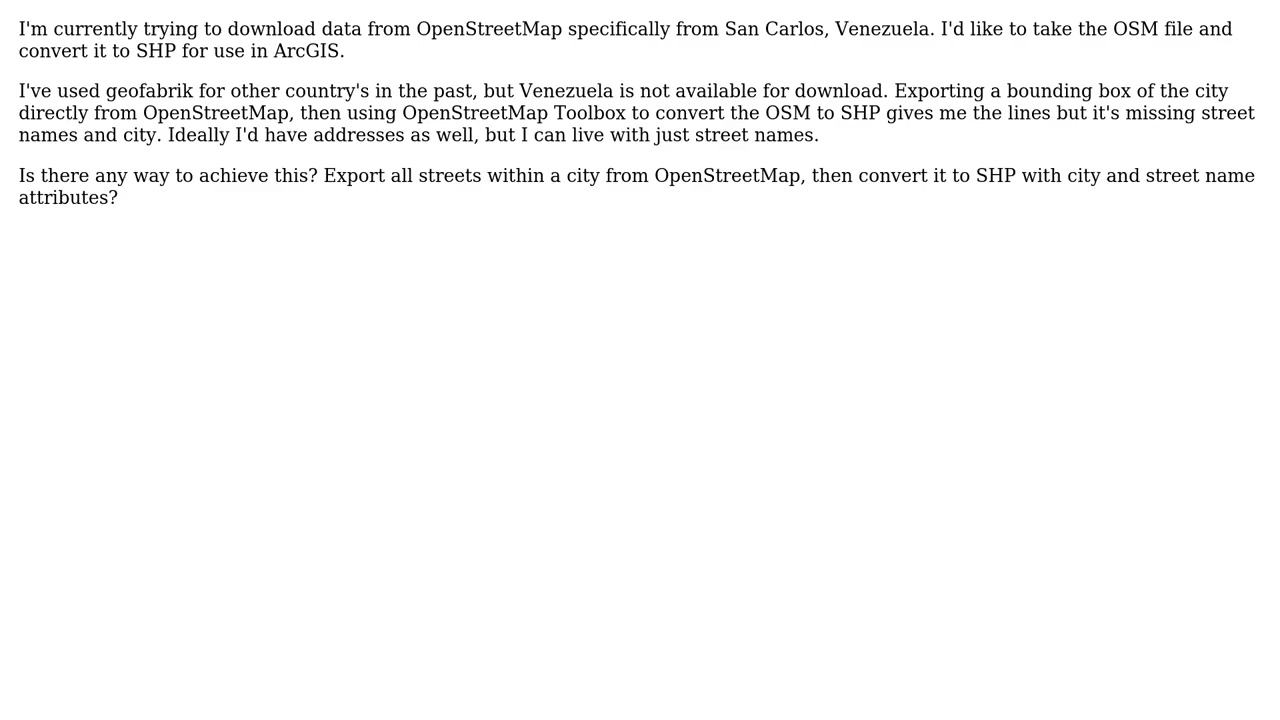 I'm currently trying to download data from OpenStreetMap specifically from San Carlos, Venezuela. I'd like to take the OSM file and
convert it to SHP for use in ArcGIS.
I've used geofabrik for other country's in the past, but Venezuela is not available for download. Exporting a bounding box of the city
directly from OpenStreetMap, then using OpenStreetMap Toolbox to convert the OSM to SHP gives me the lines but it's missing street
names and city. Ideally I'd have addresses as well, but I can live with just street names.
Is there any way to achieve this? Export all streets within a city from OpenStreetMap, then convert it to SHP with city and street name
attributes?